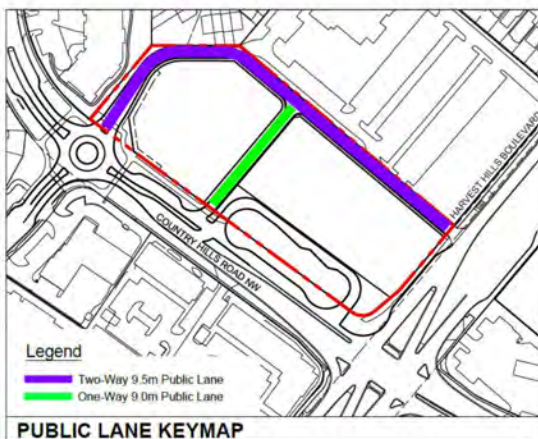 HARVEST HILLS BOULEVARD
COUNTRY HILLS ROAD NW
Legend
Two-Way 9.5m Public Lane
One-Way 9.0m Public Lane
PUBLIC LANE KEYMAP